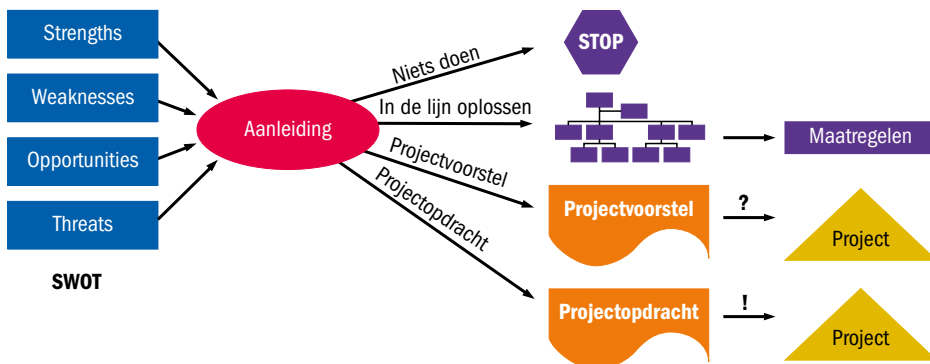 Strengths
Weaknesses
Opportunities
Threats
SWOT
Aanleiding
Niets doen
In de lijn oplossen
Projectvoorstel
Projectopdracht
STOP
Maatregelen
Projectvoorstel
?
Project
Projectopdracht
!
Project